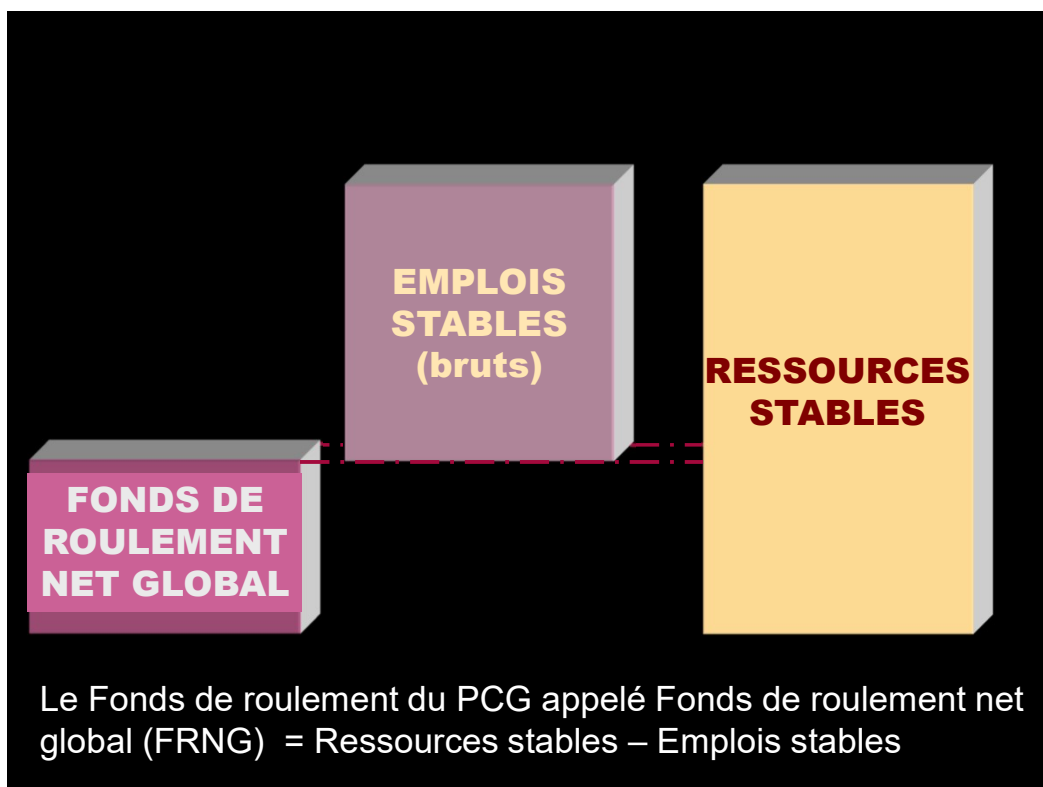 EMPLOIS
STABLES
(bruts)
RESSOURCES
STABLES
FONDS DE
ROULEMENT
NET GLOBAL
Le Fonds de roulement du PCG appelé Fonds de roulement net
global (FRNG)  = Ressources stables – Emplois stables